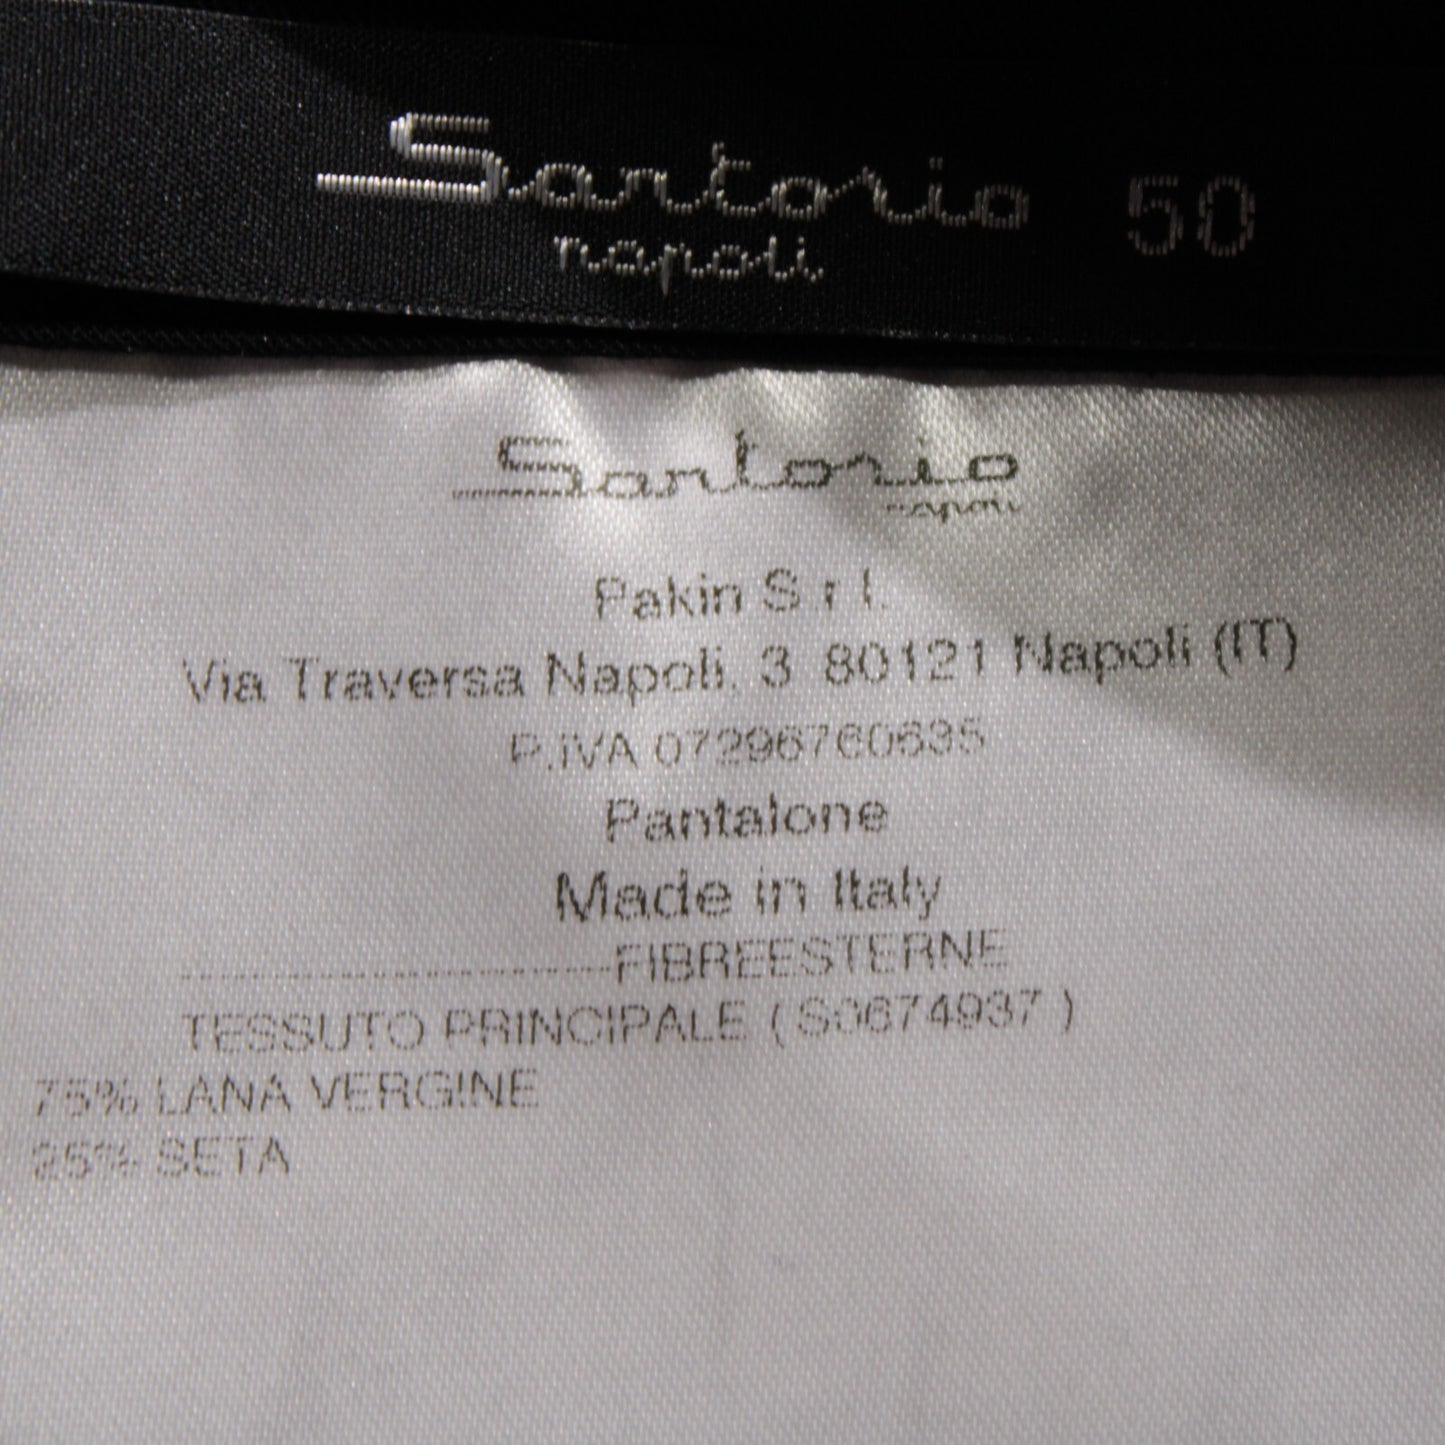 Sartorio 50
napoli
Sartorio
napoli
Pakin S.r.l.
Via Traversa Napoli, 3 80121 Napoli (IT)
P.IVA 07296760635
Pantalone
Made in Italy
--------------------------FIBREESTERNE
TESSUTO PRINCIPALE ( S0674937 )
75% LANA VERGINE
25% SETA